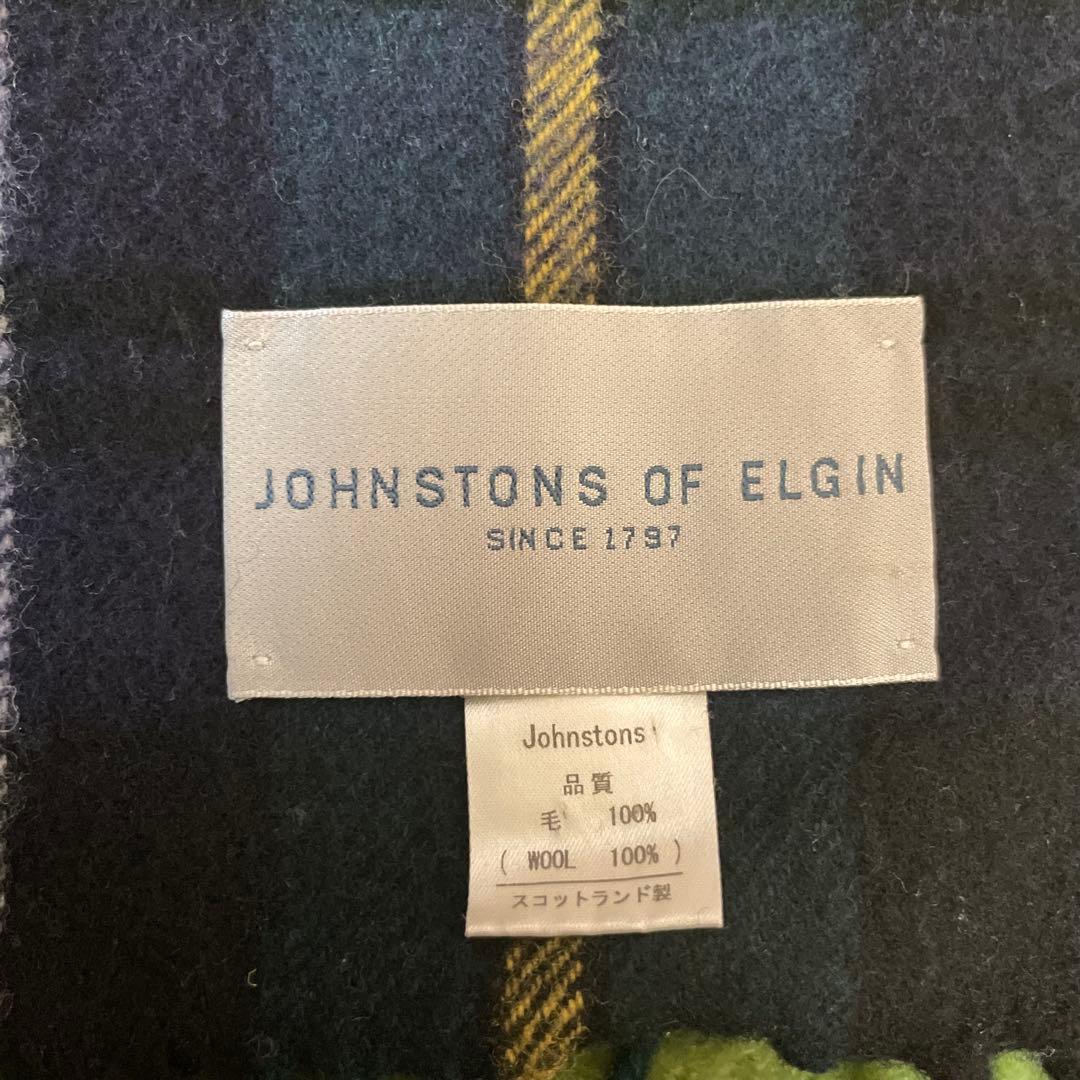 JOHNSTONS OF ELGIN
SINCE 1797
Johnstons
品質
毛 100%
( WOOL 100% )
スコットランド製